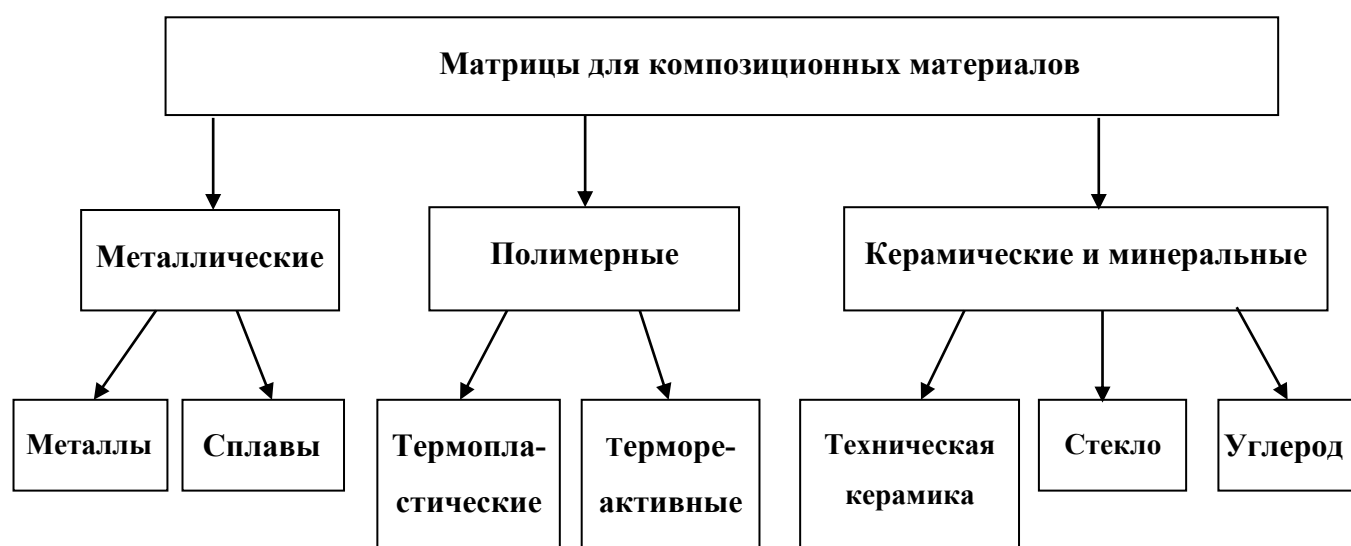 Матрицы для композиционных материалов
Металлические
Полимерные
Керамические и минеральные
Металлы
Сплавы
Термопла-
стические
Терморе-
активные
Техническая
керамика
Стекло
Углерод